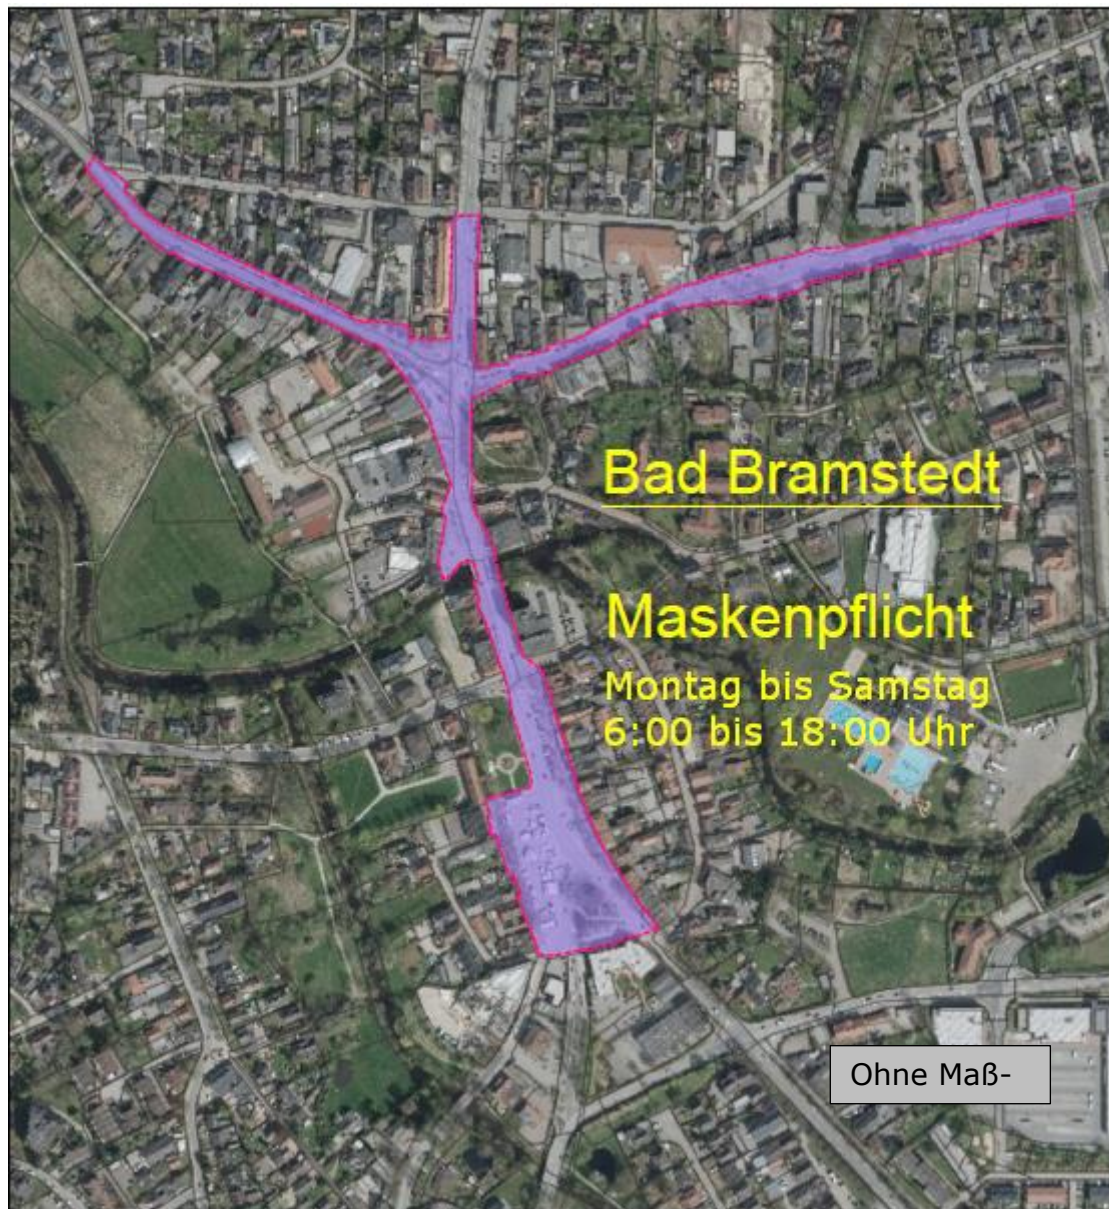 Bad Bramstedt
Maskenpflicht
Montag bis Samstag
6:00 bis 18:00 Uhr
Ohne Maß-